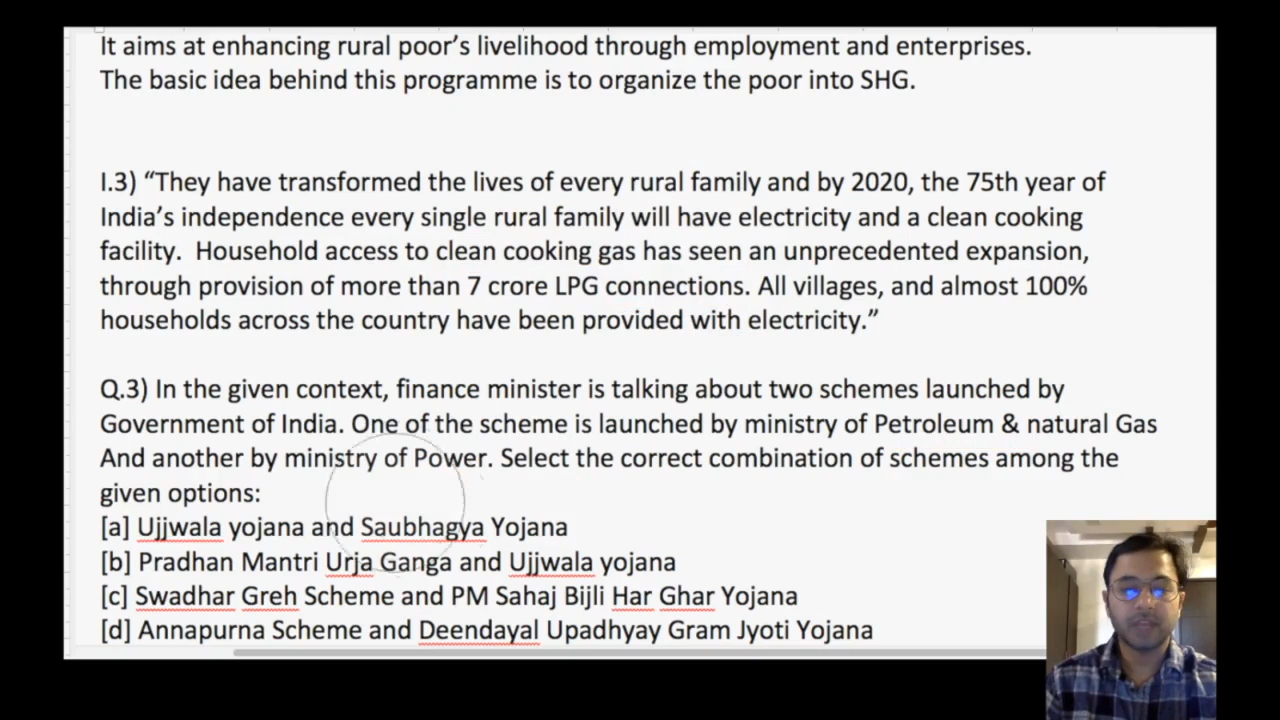 It aims at enhancing rural poor’s livelihood through employment and enterprises.
The basic idea behind this programme is to organize the poor into SHG.
I.3) “They have transformed the lives of every rural family and by 2020, the 75th year of
India’s independence every single rural family will have electricity and a clean cooking
facility.  Household access to clean cooking gas has seen an unprecedented expansion,
through provision of more than 7 crore LPG connections. All villages, and almost 100%
households across the country have been provided with electricity.”
Q.3) In the given context, finance minister is talking about two schemes launched by
Government of India. One of the scheme is launched by ministry of Petroleum & natural Gas
And another by ministry of Power. Select the correct combination of schemes among the
given options:
[a] Ujjwala yojana and Saubhagya Yojana
[b] Pradhan Mantri Urja Ganga and Ujjwala yojana
[c] Swadhar Greh Scheme and PM Sahaj Bijli Har Ghar Yojana
[d] Annapurna Scheme and Deendayal Upadhyay Gram Jyoti Yojana